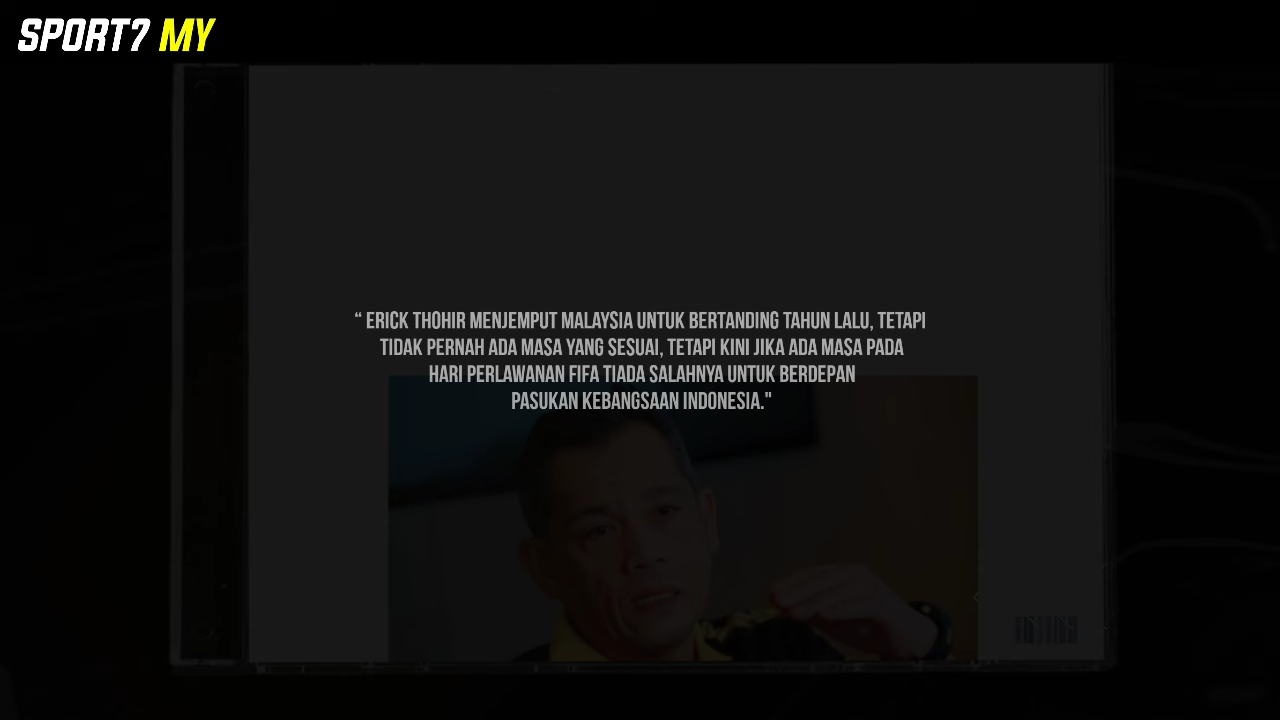 SPORT7 MY
“ ERICK THOHIR MENJEMPUT MALAYSIA UNTUK BERTANDING TAHUN LALU, TETAPI
TIDAK PERNAH ADA MASA YANG SESUAI, TETAPI KINI JIKA ADA MASA PADA
HARI PERLAWANAN FIFA TIADA SALAHNYA UNTUK BERDEPAN
PASUKAN KEBANGSAAN INDONESIA."